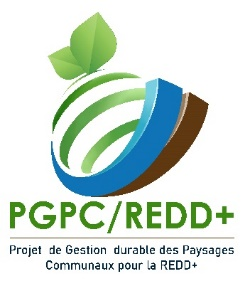 PGPC/REDD+
Projet de Gestion durable des Paysages
Communaux pour la REDD+